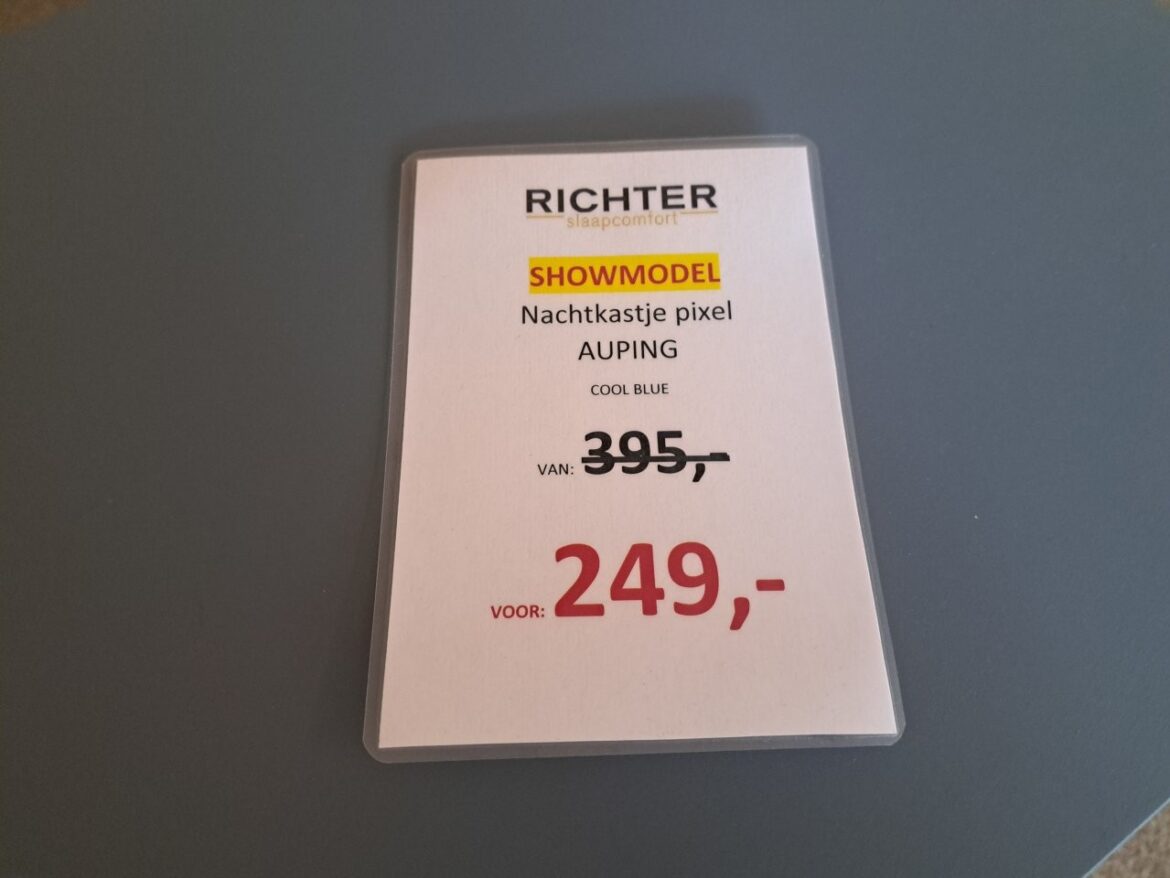 RICHTER
slaapcomfort
SHOWMODEL
Nachtkastje pixel
AUPING
COOL BLUE
VAN: 395,-
VOOR: 249,-